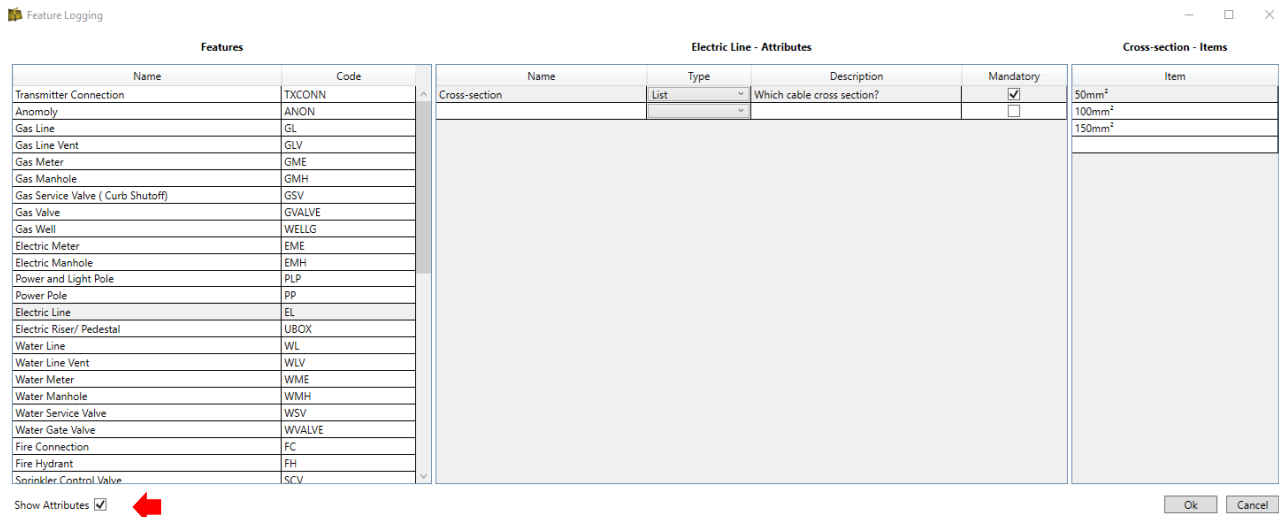 Feature Logging
Features
Electric Line - Attributes
Cross-section - Items
Name Code
Name Type Description Mandatory
Item
Transmitter Connection TXCONN
Cross-section List Which cable cross section?
50mm²
Anomoly ANON
100mm²
Gas Line GL
150mm²
Gas Line Vent GLV
Gas Meter GME
Gas Manhole GMH
Gas Service Valve ( Curb Shutoff) GSV
Gas Valve GVALVE
Gas Well WELLG
Electric Meter EME
Electric Manhole EMH
Power and Light Pole PLP
Power Pole PP
Electric Line EL
Electric Riser/ Pedestal UBOX
Water Line WL
Water Line Vent WLV
Water Meter WME
Water Manhole WMH
Water Service Valve WSV
Water Gate Valve WVALVE
Fire Connection FC
Fire Hydrant FH
Sprinkler Control Valve SCV
Show Attributes
Ok
Cancel